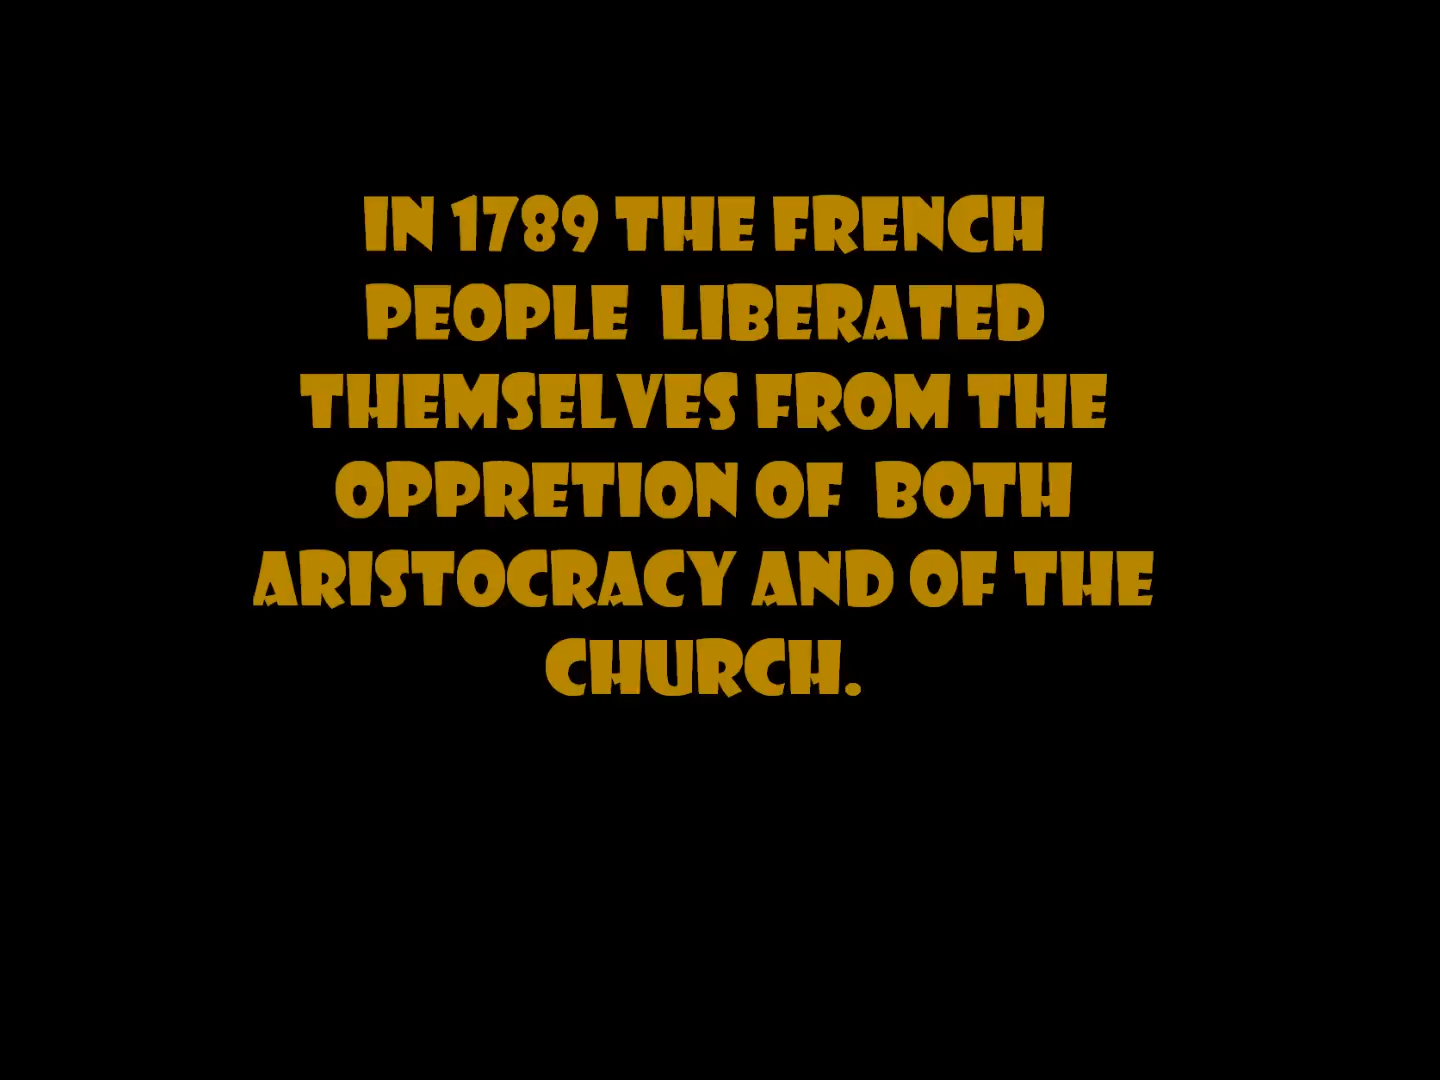 IN 1789 THE FRENCH
PEOPLE LIBERATED
THEMSELVES FROM THE
OPPRETION OF BOTH
ARISTOCRACY AND OF THE
CHURCH.